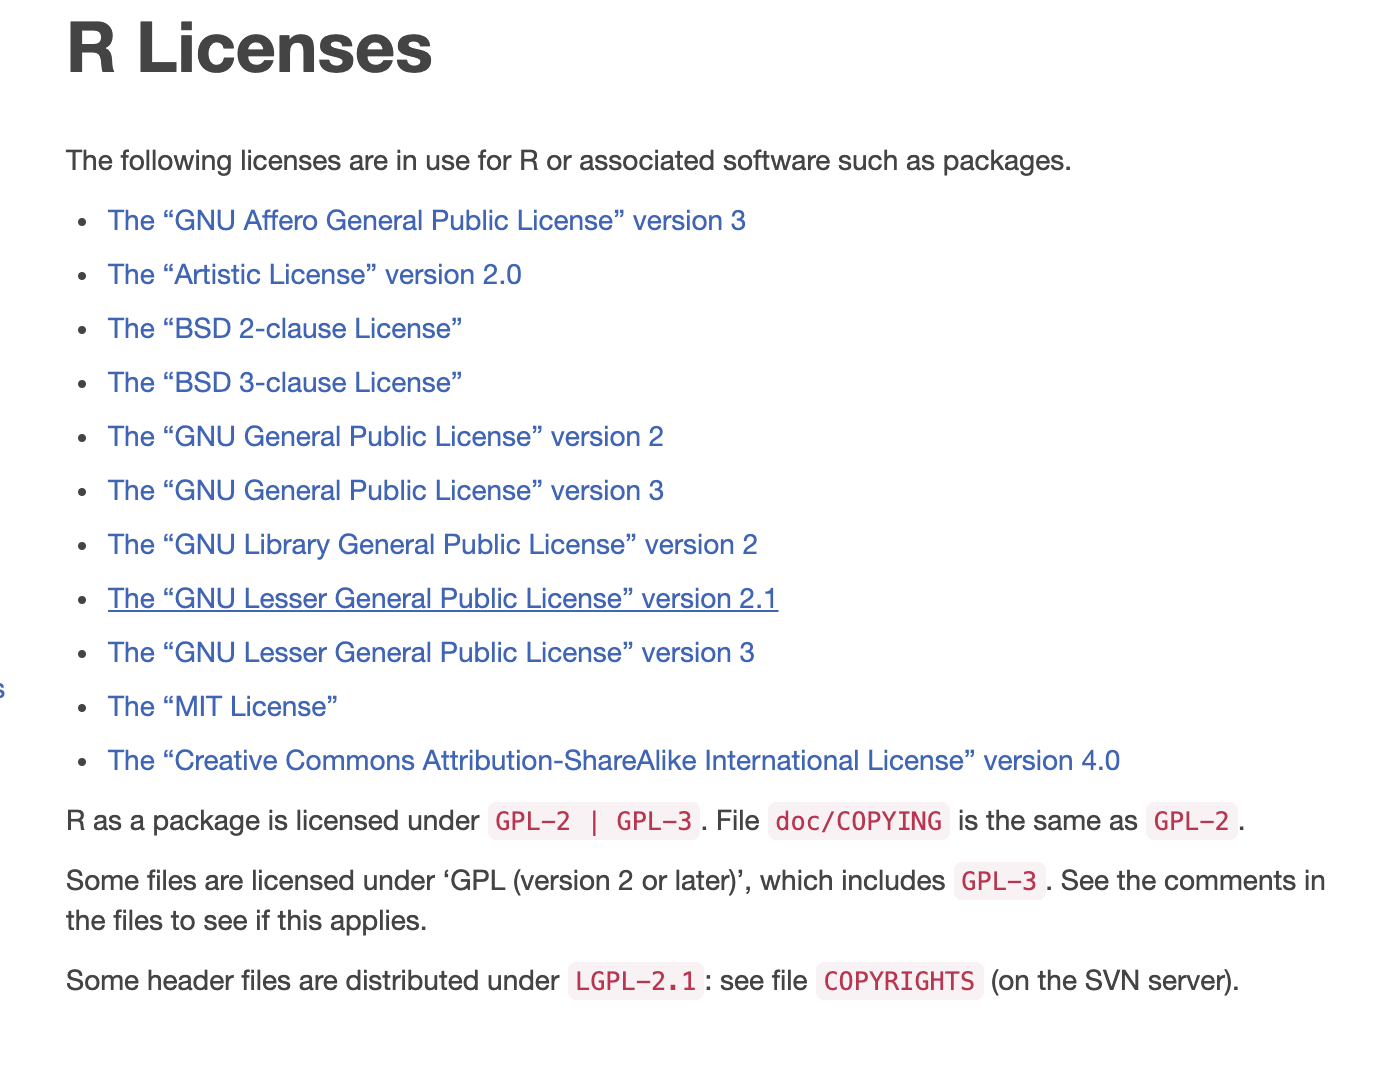 R Licenses
The following licenses are in use for R or associated software such as packages.
• The “GNU Affero General Public License” version 3
• The “Artistic License” version 2.0
• The “BSD 2-clause License”
• The “BSD 3-clause License”
• The “GNU General Public License” version 2
• The “GNU General Public License” version 3
• The “GNU Library General Public License” version 2
• The “GNU Lesser General Public License” version 2.1
• The “GNU Lesser General Public License” version 3
s
• The “MIT License”
• The “Creative Commons Attribution-ShareAlike International License” version 4.0
R as a package is licensed under GPL-2 | GPL-3. File doc/COPYING is the same as GPL-2.
Some files are licensed under ‘GPL (version 2 or later)’, which includes GPL-3. See the comments in
the files to see if this applies.
Some header files are distributed under LGPL-2.1: see file COPYRIGHTS (on the SVN server).